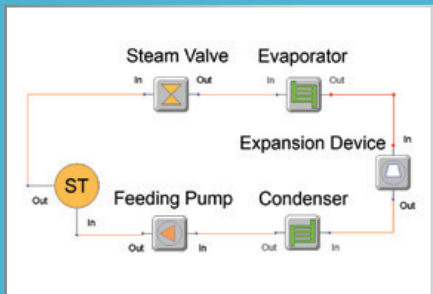 Steam Valve Evaporator
In Out In Out
Expansion Device In
ST
Out
Out In
Feeding Pump Condenser
Out In Out In